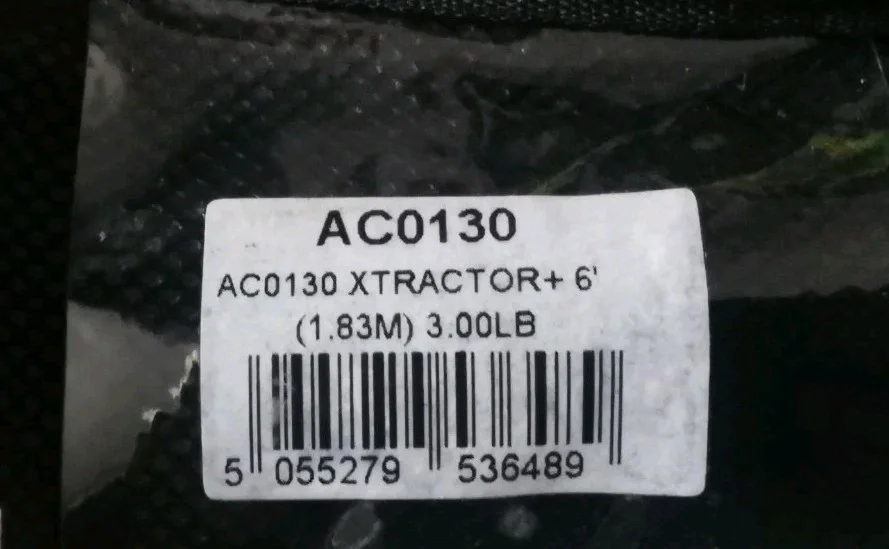 AC0130
AC0130 XTRACTOR+ 6'
(1.83M) 3.00LB
5 055279 536489